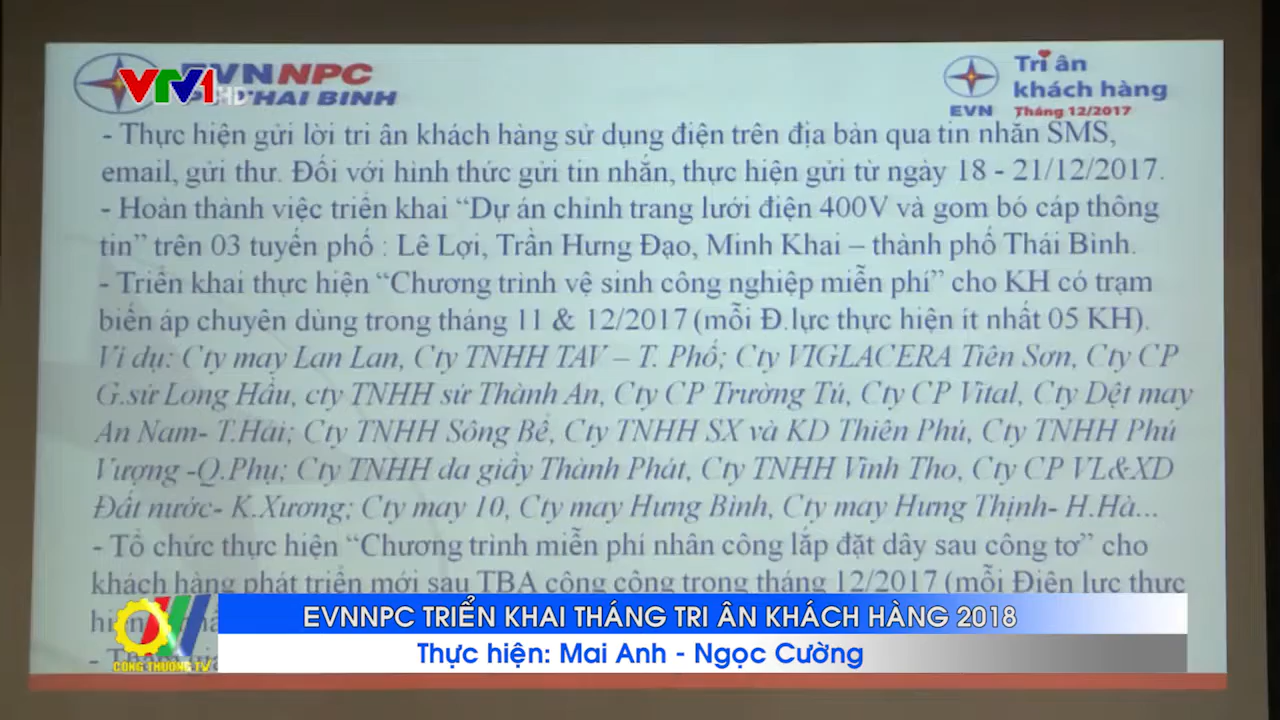 VTV1 HD
EVNNPC
PC THAI BINH
Tri ân
khách hàng
EVN Tháng 12/2017
- Thực hiện gửi lời tri ân khách hàng sử dụng điện trên địa bàn qua tin nhắn SMS,
email, gửi thư. Đối với hình thức gửi tin nhắn, thực hiện gửi từ ngày 18 - 21/12/2017.
- Hoàn thành việc triển khai “Dự án chỉnh trang lưới điện 400V và gom bó cáp thông
tin” trên 03 tuyến phố : Lê Lợi, Trần Hưng Đạo, Minh Khai – thành phố Thái Bình.
- Triển khai thực hiện “Chương trình vệ sinh công nghiệp miễn phí” cho KH có trạm
biến áp chuyên dùng trong tháng 11 & 12/2017 (mỗi Đ.lực thực hiện ít nhất 05 KH).
Ví dụ: Cty may Lan Lan, Cty TNHH TAV – T. Phố; Cty VIGLACERA Tiên Sơn, Cty CP
G.sứ Long Hầu, cty TNHH sứ Thành An, Cty CP Trường Tú, Cty CP Vital, Cty Dệt may
An Nam- T.Hải; Cty TNHH Sông Bể, Cty TNHH SX và KD Thiên Phú, Cty TNHH Phú
Vượng -Q.Phụ; Cty TNHH da giầy Thành Phát, Cty TNHH Vinh Tho, Cty CP VL&XD
Đất nước- K.Xương; Cty may 10, Cty may Hưng Bình, Cty may Hưng Thịnh- H.Hà...
- Tổ chức thực hiện “Chương trình miễn phí nhân công lắp đặt dây sau công tơ” cho
khách hàng phát triển mới sau TBA công cộng trong tháng 12/2017 (mỗi Điện lực thực
EVNNPC TRIỂN KHAI THÁNG TRI ÂN KHÁCH HÀNG 2018
Thực hiện: Mai Anh - Ngọc Cường
CÔNG THƯƠNG TV